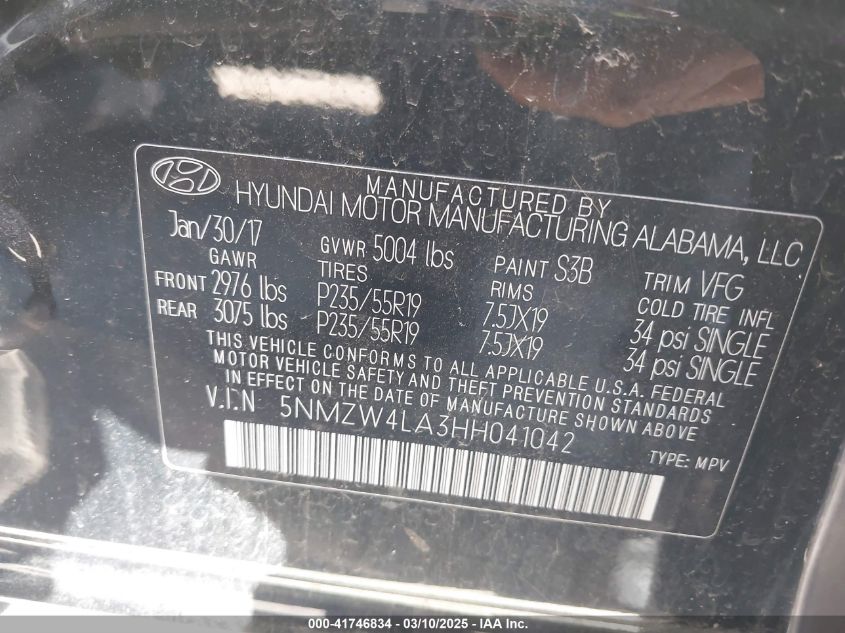 MANUFACTURED BY
HYUNDAI MOTOR MANUFACTURING ALABAMA, LLC
Jan/30/17 GVWR 5004 lbs PAINT S3B TRIM VFG
GAWR TIRES RIMS COLD TIRE INFL
FRONT 2976 lbs P235/55R19 7.5JX19 34 psi SINGLE
REAR 3075 lbs P235/55R19 7.5JX19 34 psi SINGLE
THIS VEHICLE CONFORMS TO ALL APPLICABLE U.S.A. FEDERAL
MOTOR VEHICLE SAFETY AND THEFT PREVENTION STANDARDS
IN EFFECT ON THE DATE OF MANUFACTURE SHOWN ABOVE
V.I.N 5NMZW4LA3HH041042
TYPE: MPV
000-41746834 — 03/10/2025 — IAA Inc.